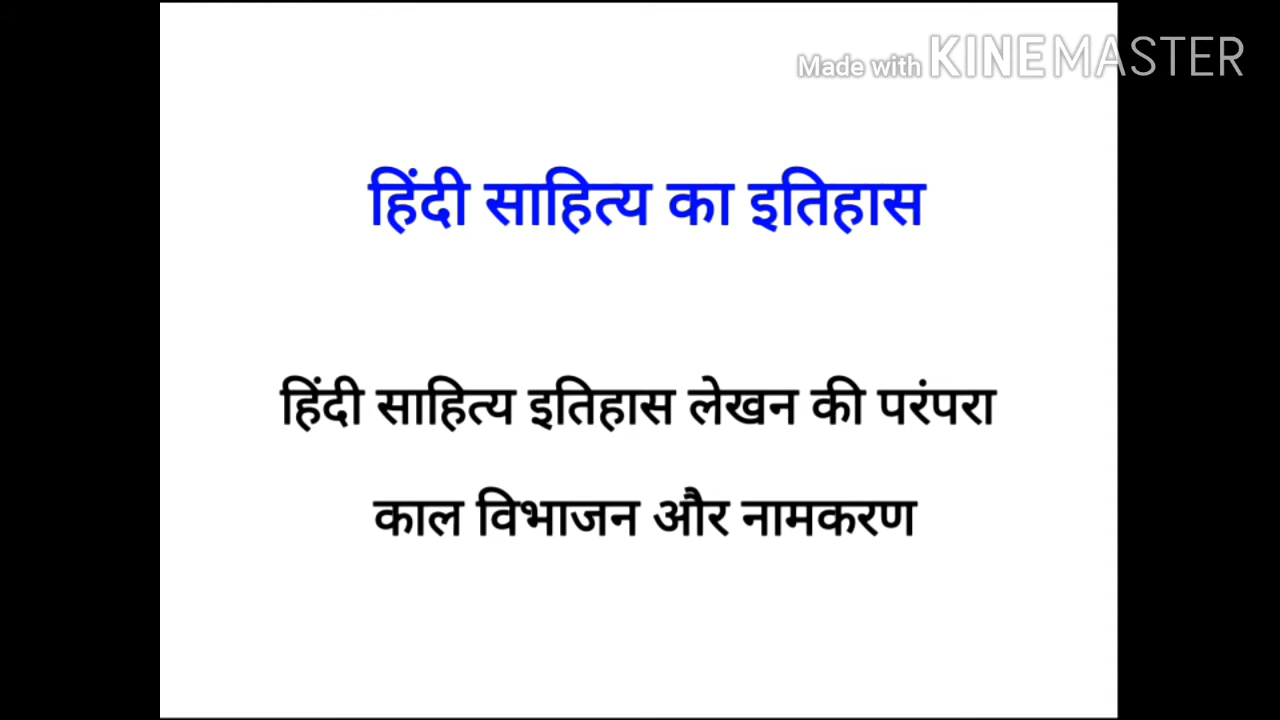 Made with KINEMASTER
हिंदी साहित्य का इतिहास
हिंदी साहित्य इतिहास लेखन की परंपरा
काल विभाजन और नामकरण